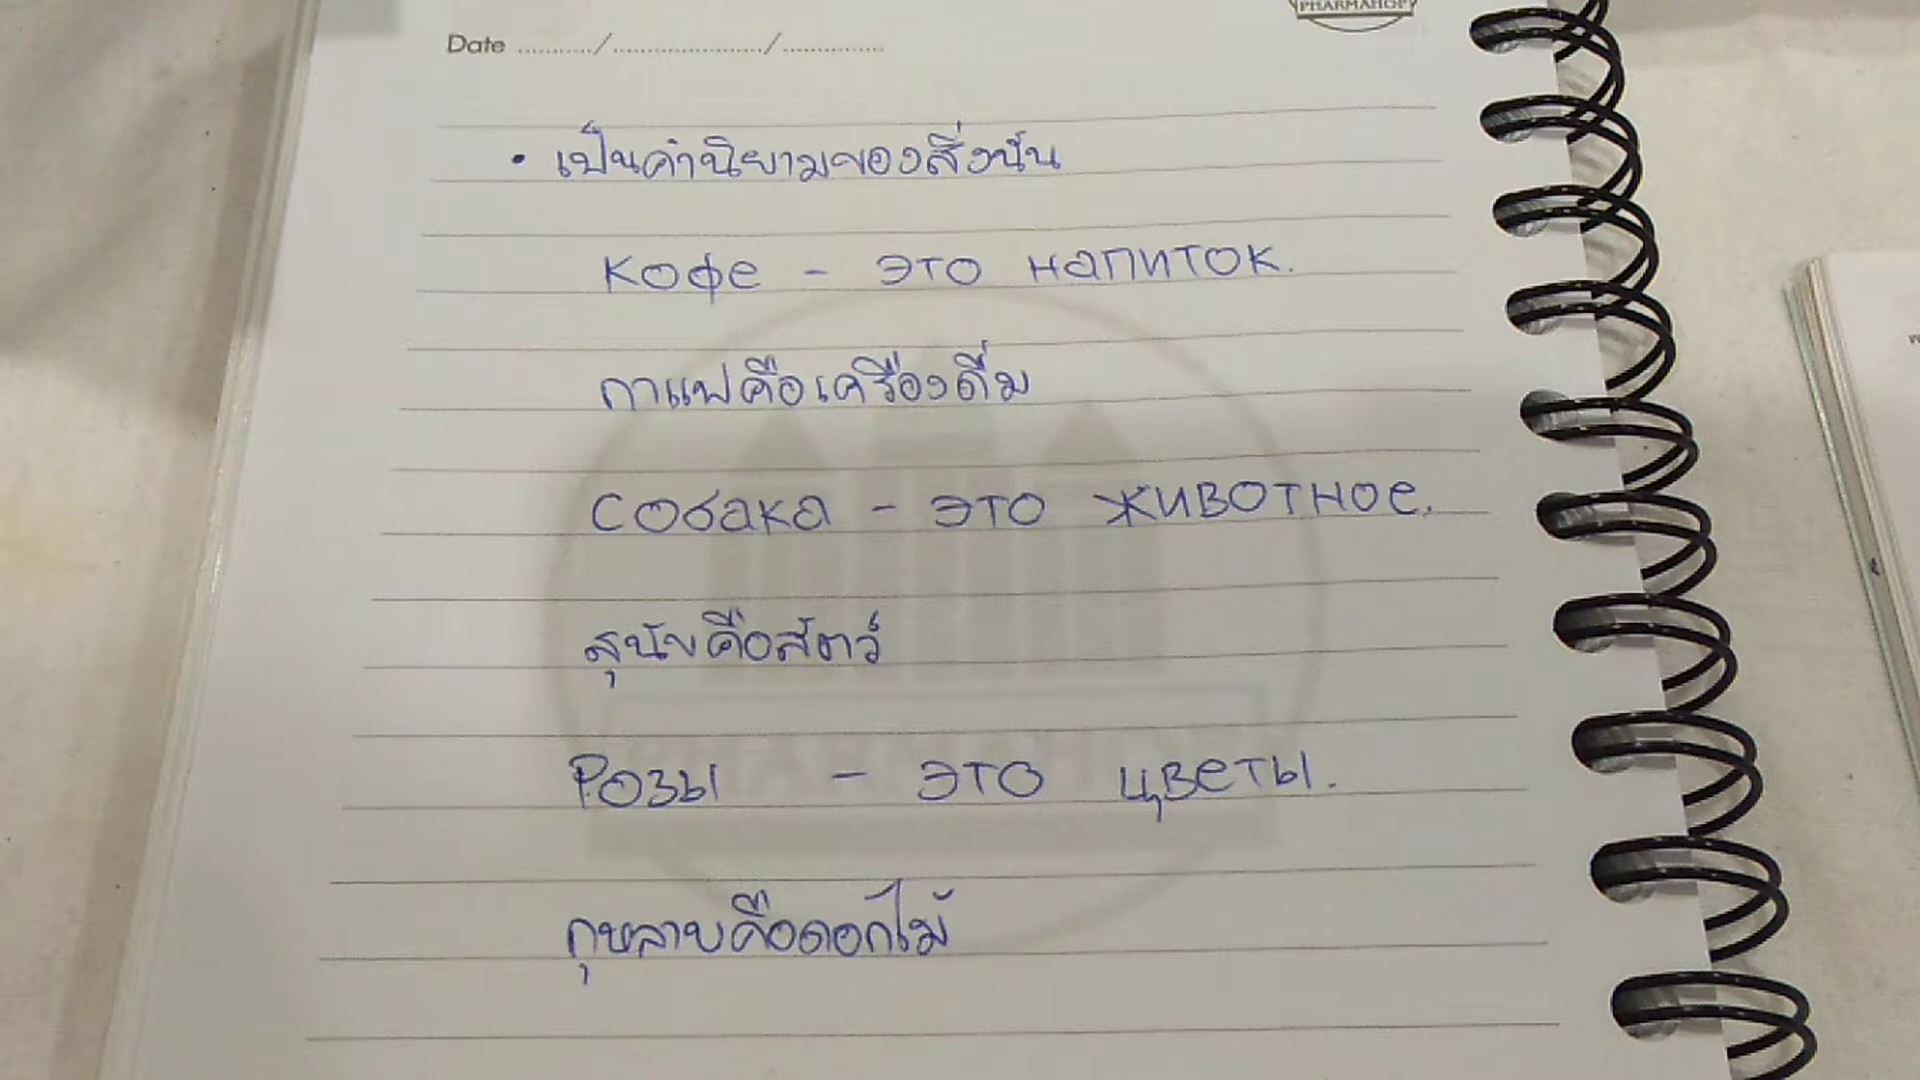 PHARMAHOP
Date ........../..................../..............
• เป็นคำนิยามของสิ่งนั้น
Кофе – это напиток.
กาแฟคือเครื่องดื่ม
Собака – это животное.
สุนัขคือสัตว์
Розы – это цветы.
กุหลาบคือดอกไม้